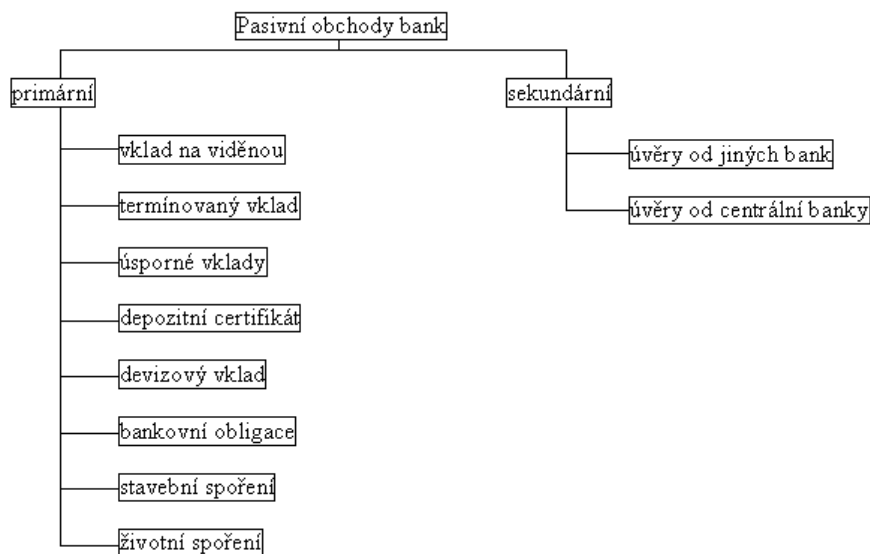 Pasivní obchody bank
primární
sekundární
vklad na viděnou
termínovaný vklad
úsporné vklady
depozitní certifikát
devizový vklad
bankovní obligace
stavební spoření
životní spoření
úvěry od jiných bank
úvěry od centrální banky